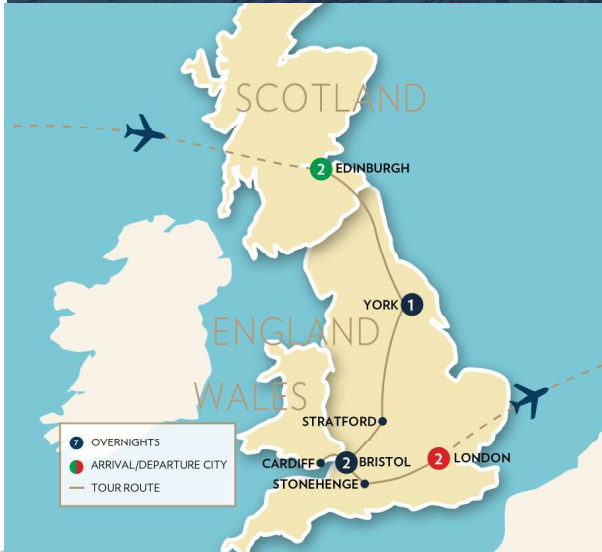 SCOTLAND
2 EDINBURGH
YORK 1
ENGLAND
WALES
STRATFORD
7 OVERNIGHTS
ARRIVAL/DEPARTURE CITY
TOUR ROUTE
CARDIFF 2 BRISTOL
2 LONDON
STONEHENGE